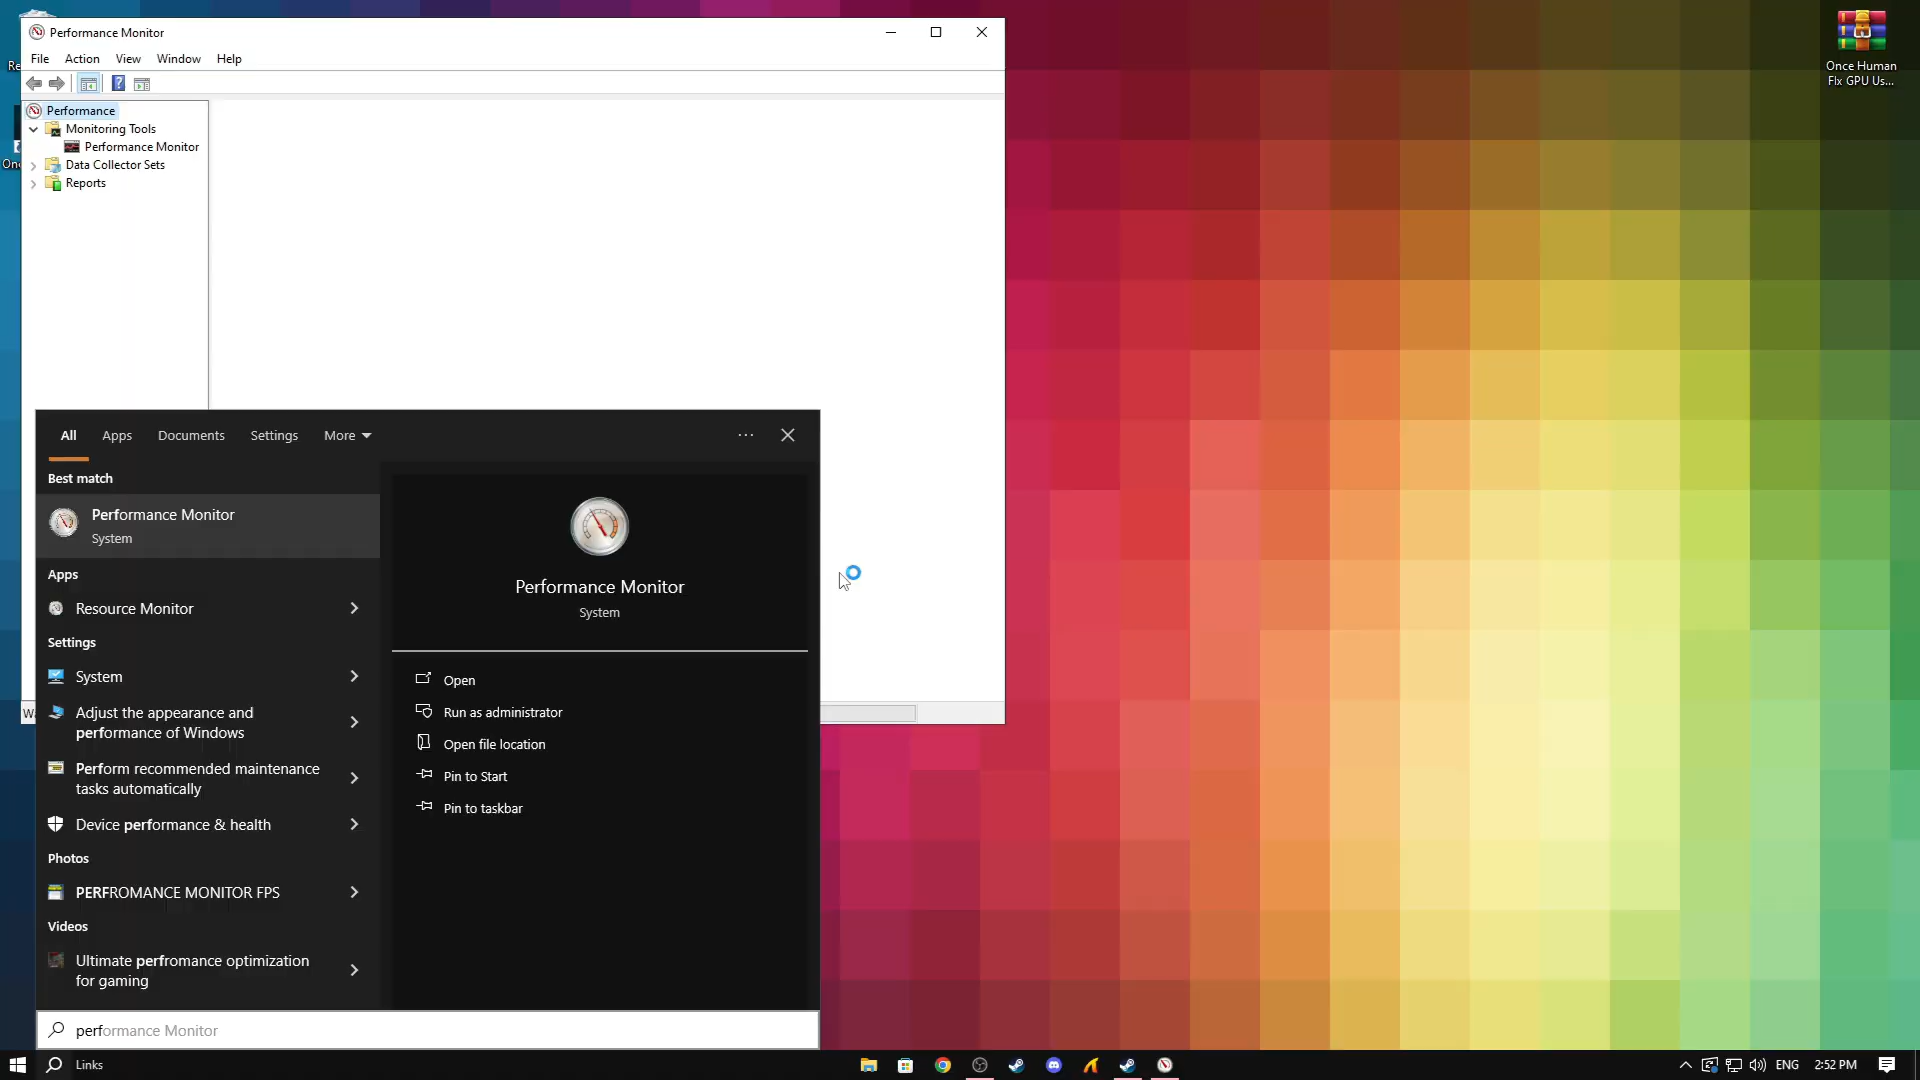 Performance Monitor
File Action View Window Help
Performance
Monitoring Tools
Performance Monitor
Data Collector Sets
Reports
Once Human
FIx GPU Us...
All Apps Documents Settings More
Best match
Performance Monitor
System
Apps
Resource Monitor
Settings
System
Adjust the appearance and
performance of Windows
Perform recommended maintenance
tasks automatically
Device performance & health
Photos
PERFROMANCE MONITOR FPS
Videos
Ultimate perfromance optimization
for gaming
Performance Monitor
System
Open
Run as administrator
Open file location
Pin to Start
Pin to taskbar
performance Monitor
Links
ENG 2:52 PM